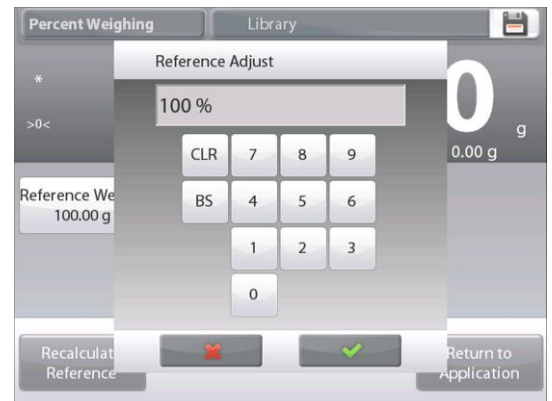 Percent Weighing
Library
Reference Adjust
*
>0<
100 %
0
g
0.00 g
CLR 7 8 9
Reference We
100.00 g
BS 4 5 6
1 2 3
0
Recalculat
Reference
Return to
Application